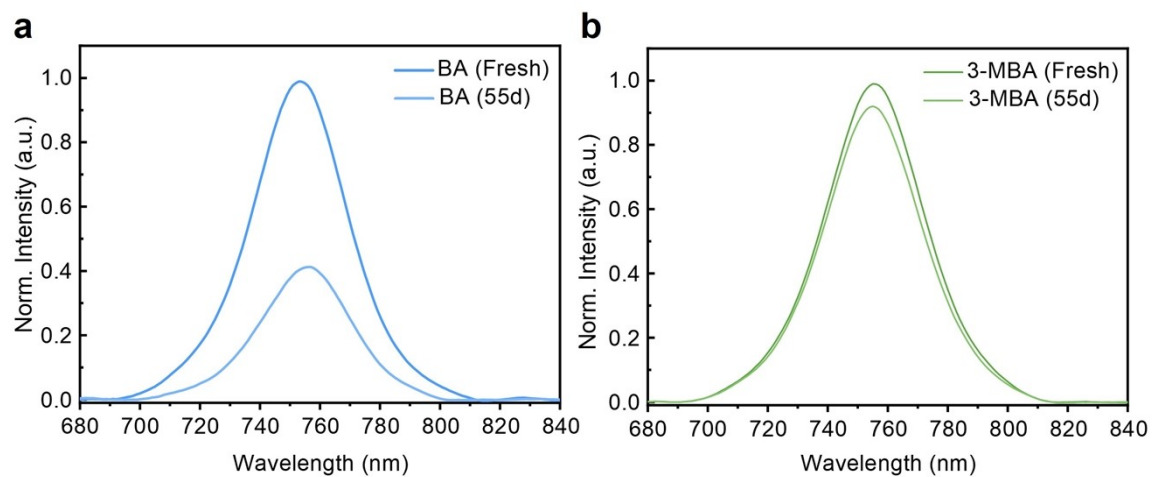 a
BA (Fresh)
BA (55d)
Norm. Intensity (a.u.)
1.0
0.8
0.6
0.4
0.2
0.0
680 700 720 740 760 780 800 820 840
Wavelength (nm)
b
3-MBA (Fresh)
3-MBA (55d)
Norm. Intensity (a.u.)
1.0
0.8
0.6
0.4
0.2
0.0
680 700 720 740 760 780 800 820 840
Wavelength (nm)